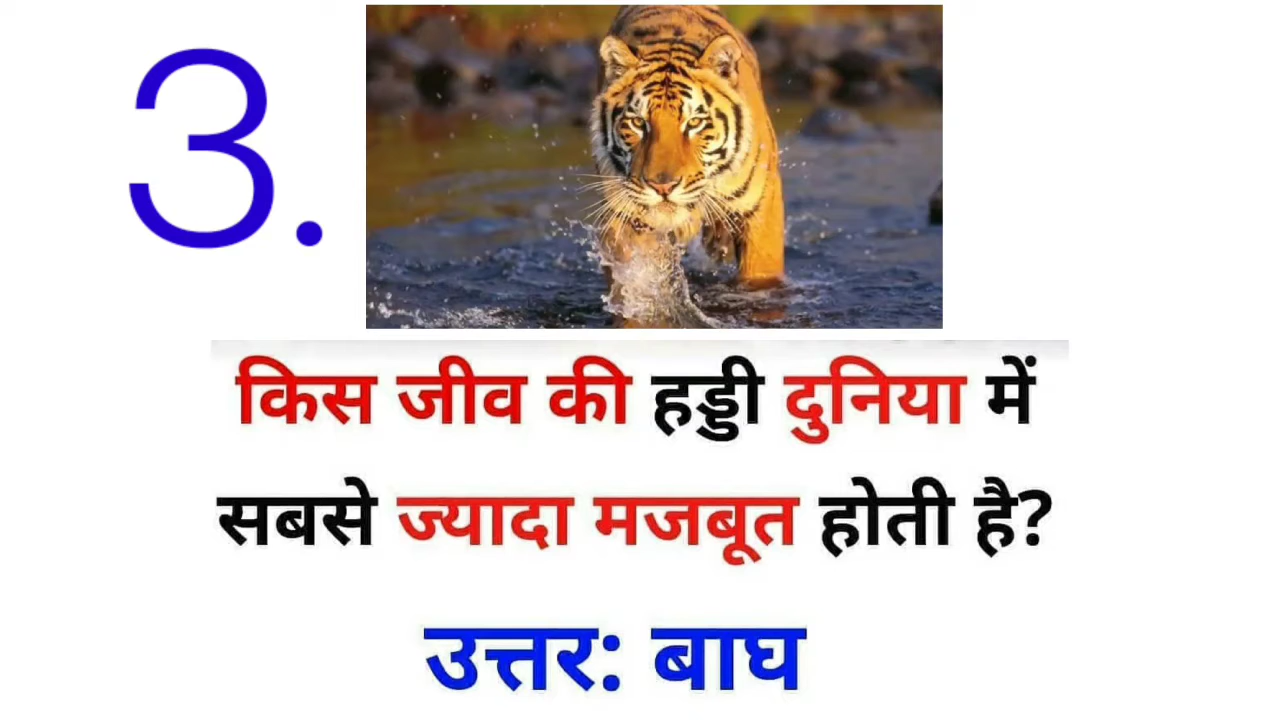 3.
किस जीव की हड्डी दुनिया में
सबसे ज्यादा मजबूत होती है?
उत्तर: बाघ